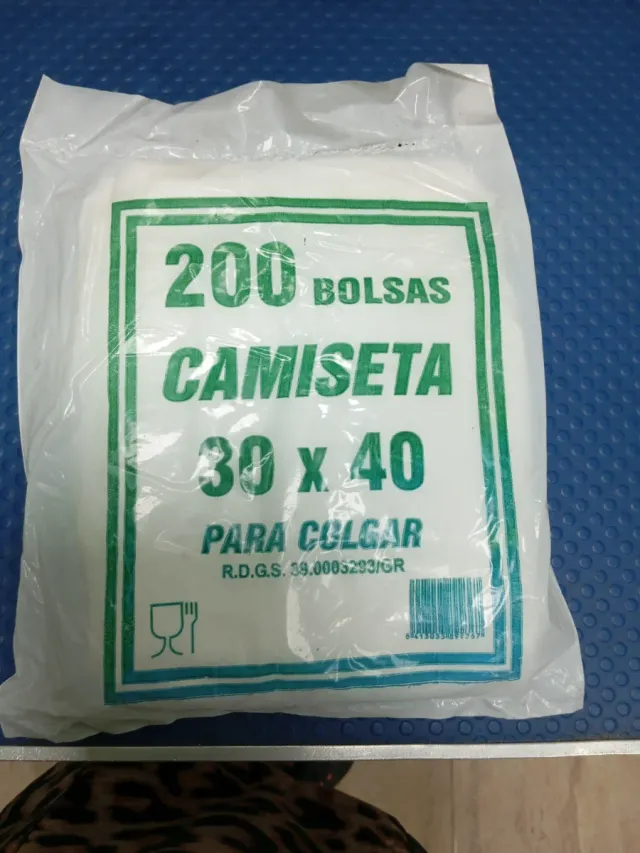 200 BOLSAS
CAMISETA
30 x 40
PARA COLGAR
R.D.G.S. 39.0005293/GR